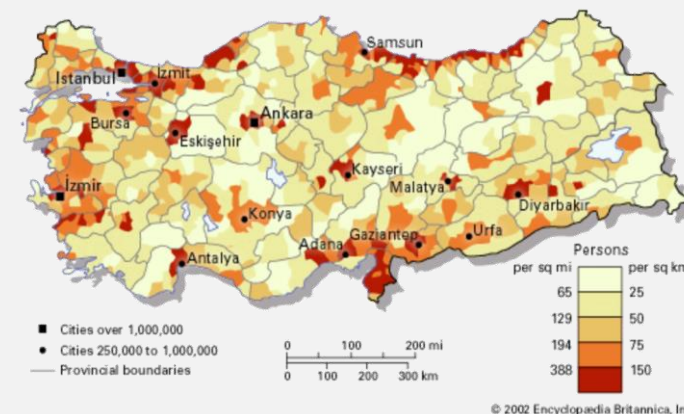 Samsun
Istanbul
Izmit
Bursa
Ankara
Eskişehir
Kayseri
Malatya
İzmir
Diyarbakır
Konya
Gaziantep
Urfa
Adana
Antalya
Persons
per sq mi per sq km
65 25
129 50
194 75
388 150
Cities over 1,000,000
Cities 250,000 to 1,000,000
Provincial boundaries
0 100 200 mi
0 100 200 300 km
© 2002 Encyclopædia Britannica, In